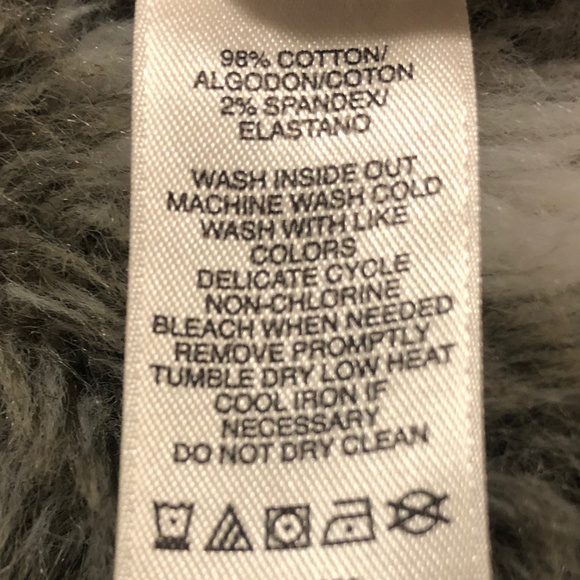 98% COTTON/
ALGODON/COTON
2% SPANDEX/
ELASTANO
WASH INSIDE OUT
MACHINE WASH COLD
WASH WITH LIKE
COLORS
DELICATE CYCLE
NON-CHLORINE
BLEACH WHEN NEEDED
REMOVE PROMPTLY
TUMBLE DRY LOW HEAT
COOL IRON IF
NECESSARY
DO NOT DRY CLEAN